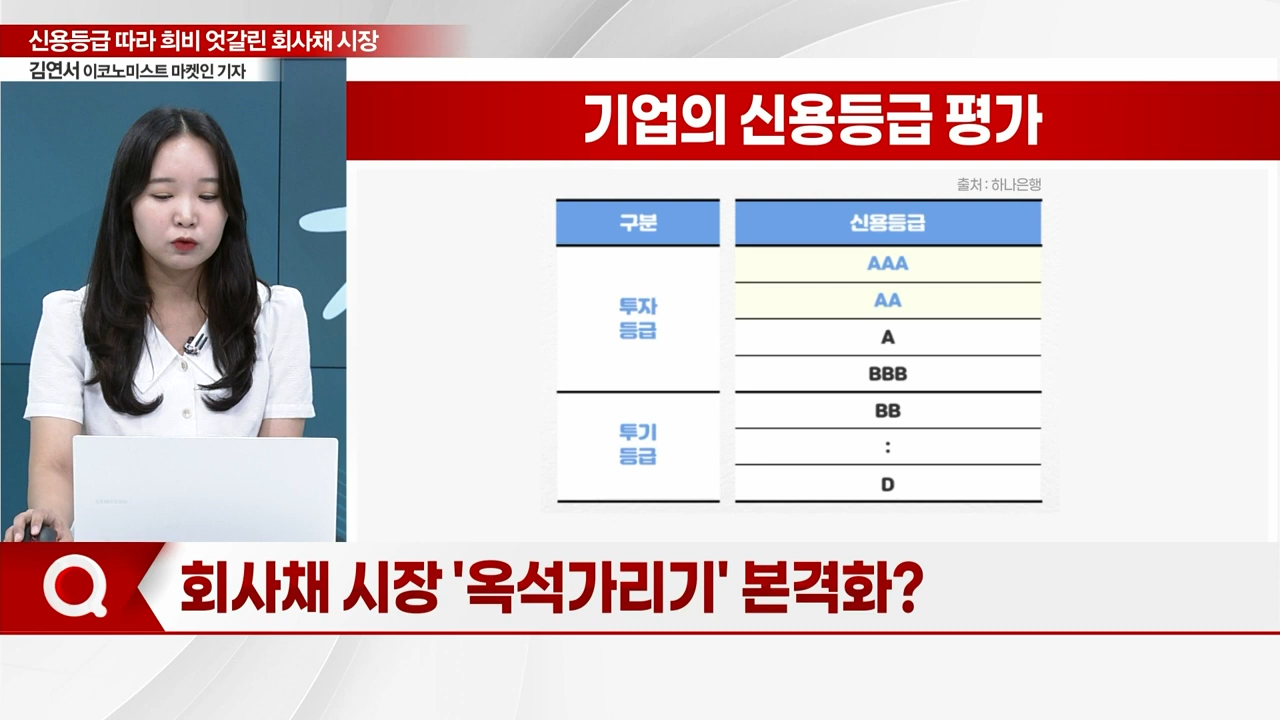 신용등급 따라 희비 엇갈린 회사채 시장
김연서 이코노미스트 마켓인 기자
기업의 신용등급 평가
출처 : 하나은행
구분
신용등급
투자
등급
AAA
AA
A
BBB
투기
등급
BB
:
D
회사채 시장 '옥석가리기' 본격화?